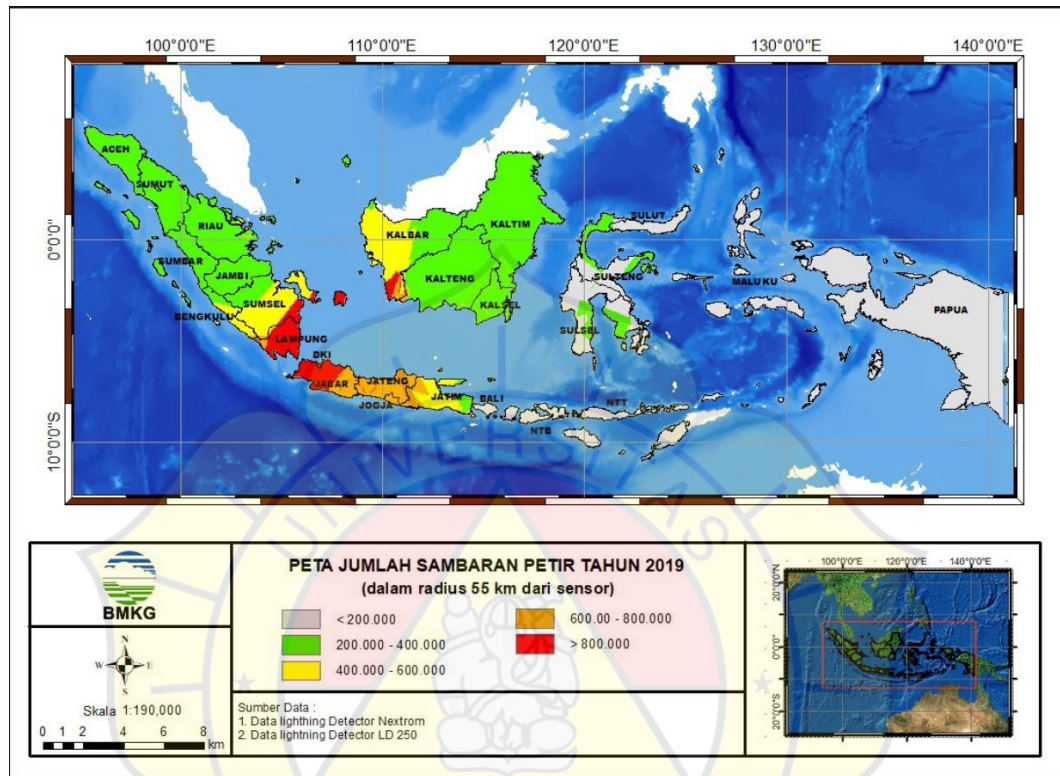 100°0'0"E 110°0'0"E 120°0'0"E 130°0'0"E 140°0'0"E
0°0'0"
10°0'0"S
ACEH
SUMUT
RIAU
SUMBAR
JAMBI
SUMSEL
BENGKULU
LAMPUNG
DKI
JABAR
JATENG
JOGJA
JATIM
BALI
NTB
NTT
KALBAR
KALTENG
KALTIM
KALSEL
SULUT
SULTENG
SULSEL
MALUKU
PAPUA
UNIVERSITAS
BMKG
N
W E
S
Skala 1:190,000
0 1 2 4 6 8
km
PETA JUMLAH SAMBARAN PETIR TAHUN 2019
(dalam radius 55 km dari sensor)
< 200.000
200.000 - 400.000
400.000 - 600.000
600.00 - 800.000
> 800.000
Sumber Data :
1. Data lighthing Detector Nextrom
2. Data lightning Detector LD 250
100°0'0"E 120°0'0"E 140°0'0"E
20°0'0"N
0°0'0"
20°0'0"S